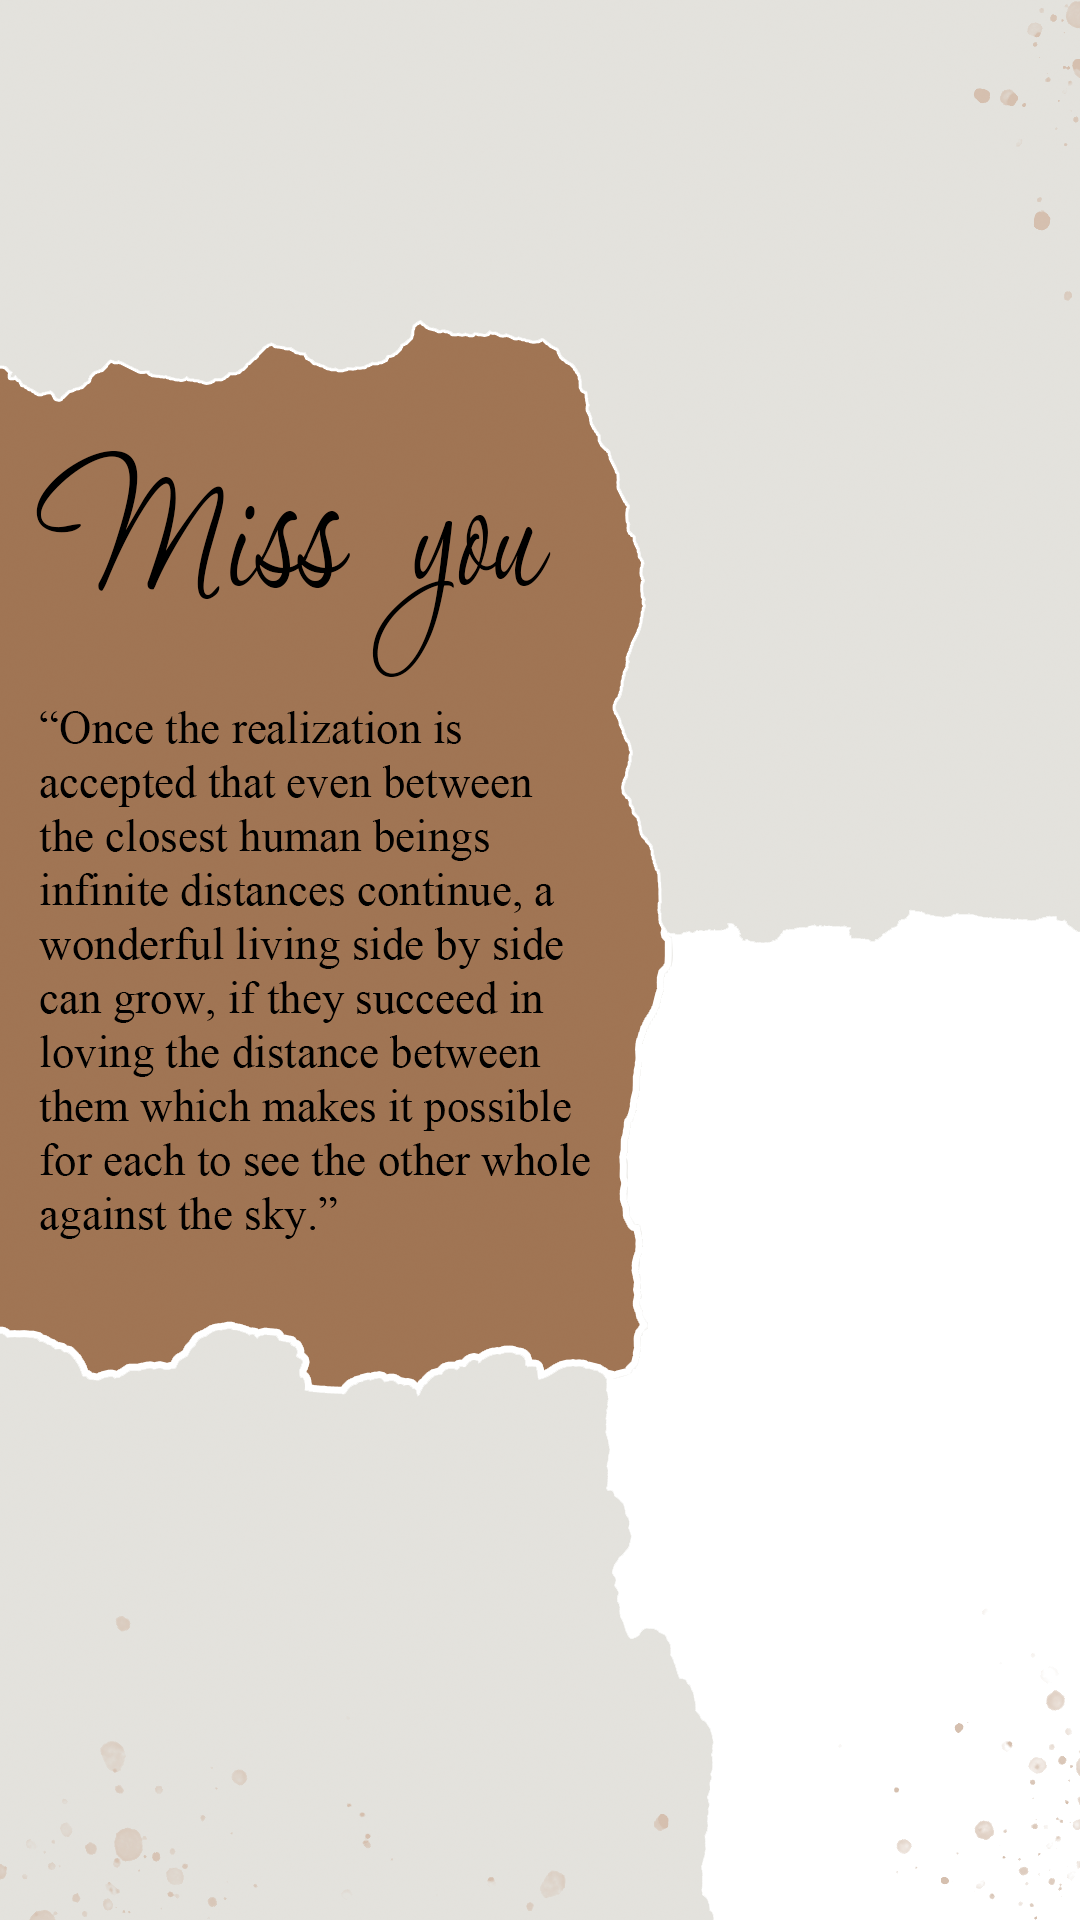 Miss you
“Once the realization is
accepted that even between
the closest human beings
infinite distances continue, a
wonderful living side by side
can grow, if they succeed in
loving the distance between
them which makes it possible
for each to see the other whole
against the sky.”